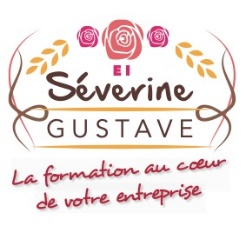 EI
Séverine
GUSTAVE
La formation au cœur
de votre entreprise